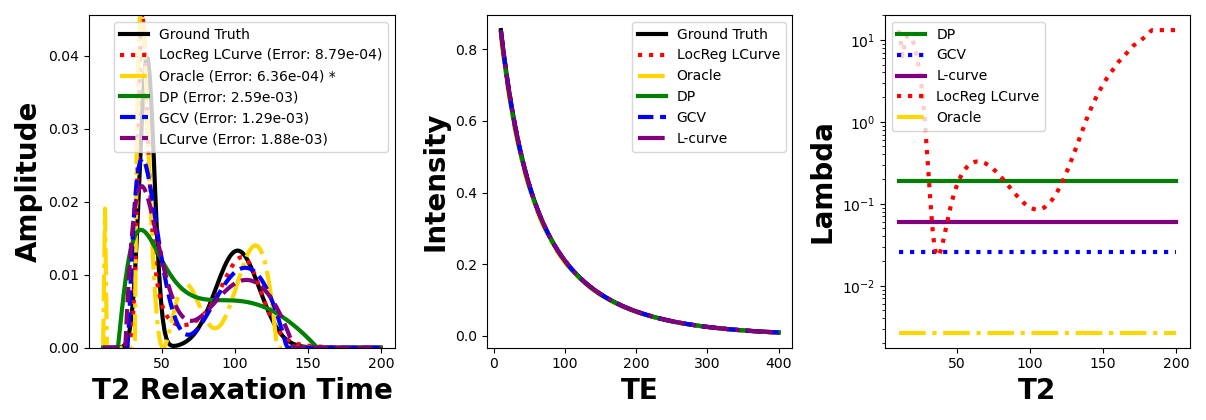 Amplitude
0.04
0.03
0.02
0.01
0.00
50
100
150
200
T2 Relaxation Time
Ground Truth
LocReg LCurve (Error: 8.79e-04)
Oracle (Error: 6.36e-04) *
DP (Error: 2.59e-03)
GCV (Error: 1.29e-03)
LCurve (Error: 1.88e-03)
Intensity
0.8
0.6
0.4
0.2
0.0
0
100
200
300
400
TE
Ground Truth
LocReg LCurve
Oracle
DP
GCV
L-curve
Lambda
10¹
10⁰
10⁻¹
10⁻²
50
100
150
200
T2
DP
GCV
L-curve
LocReg LCurve
Oracle